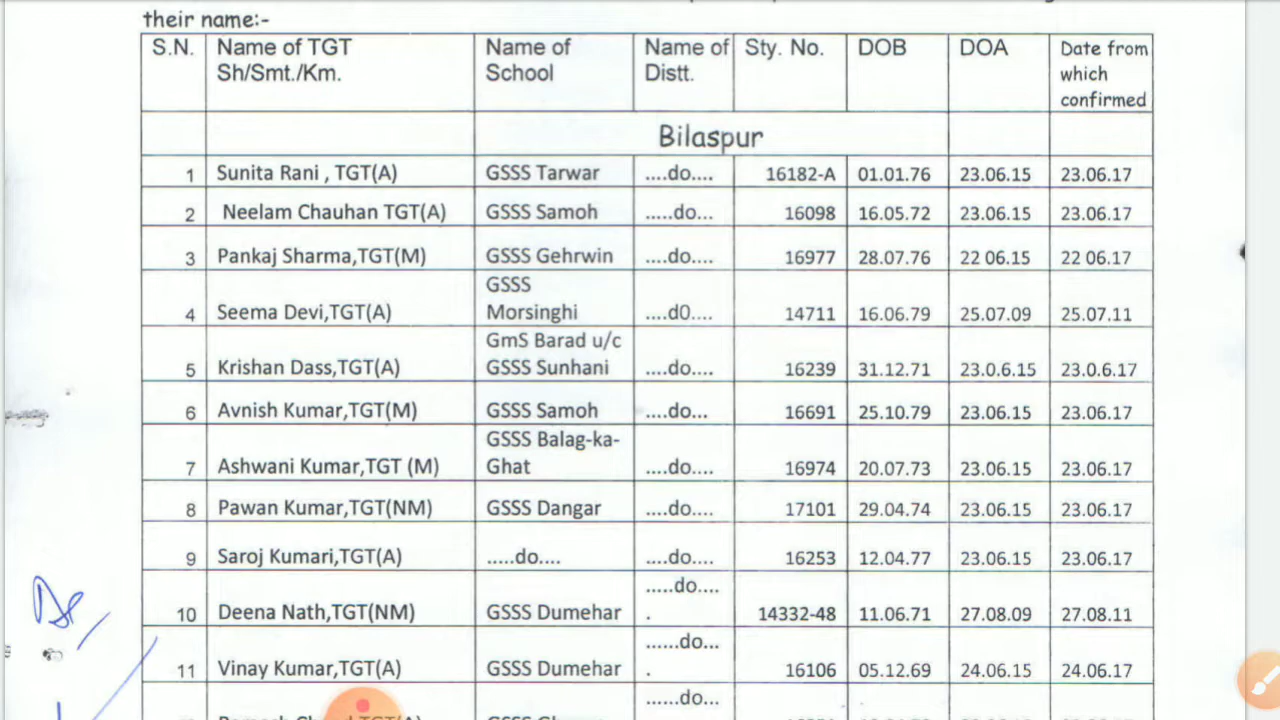 their name:-
S.N. Name of TGT Name of Name of Sty. No. DOB DOA Date from
Sh/Smt./Km. School Distt. which
confirmed
Bilaspur
1 Sunita Rani , TGT(A) GSSS Tarwar ....do.... 16182-A 01.01.76 23.06.15 23.06.17
2 Neelam Chauhan TGT(A) GSSS Samoh .....do... 16098 16.05.72 23.06.15 23.06.17
3 Pankaj Sharma,TGT(M) GSSS Gehrwin ....do.... 16977 28.07.76 22 06.15 22 06.17
GSSS
4 Seema Devi,TGT(A) Morsinghi ....d0.... 14711 16.06.79 25.07.09 25.07.11
GmS Barad u/c
5 Krishan Dass,TGT(A) GSSS Sunhani ....do.... 16239 31.12.71 23.0.6.15 23.0.6.17
6 Avnish Kumar,TGT(M) GSSS Samoh ....do... 16691 25.10.79 23.06.15 23.06.17
GSSS Balag-ka-
7 Ashwani Kumar,TGT (M) Ghat ....do.... 16974 20.07.73 23.06.15 23.06.17
8 Pawan Kumar,TGT(NM) GSSS Dangar ....do.... 17101 29.04.74 23.06.15 23.06.17
9 Saroj Kumari,TGT(A) .....do.... ....do.... 16253 12.04.77 23.06.15 23.06.17
.....do....
10 Deena Nath,TGT(NM) GSSS Dumehar . 14332-48 11.06.71 27.08.09 27.08.11
......do...
11 Vinay Kumar,TGT(A) GSSS Dumehar . 16106 05.12.69 24.06.15 24.06.17
......do...